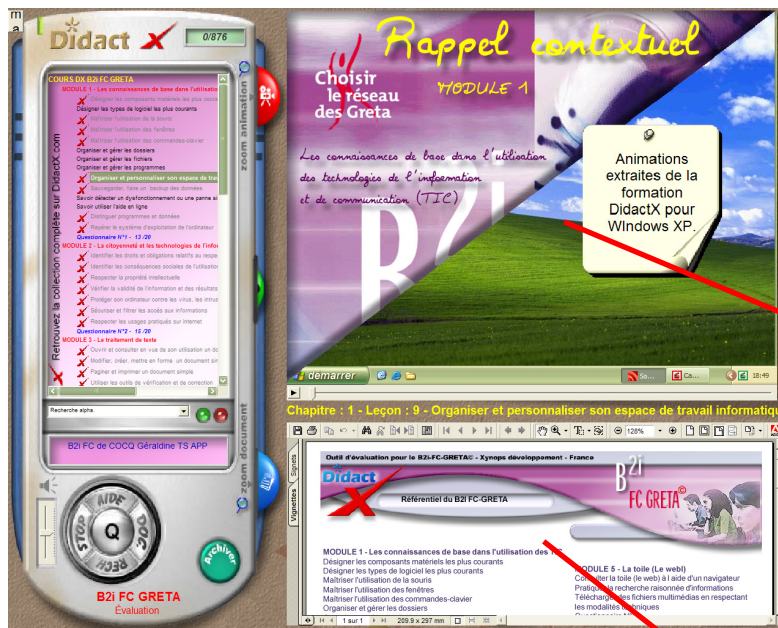 m
a
Didact X
0/876
COURS DX B2i FC GRETA
MODULE 1 - Les connaissances de base dans l'utilisatio
Désigner les composants matériels les plus coura
Désigner les types de logiciel les plus courants
Maîtriser l'utilisation de la souris
Maîtriser l'utilisation des fenêtres
Maîtriser l'utilisation des commandes-clavier
Organiser et gérer les dossiers
Organiser et gérer les fichiers
Organiser et gérer les programmes
Organiser et personnaliser son espace de trav
Sauvegarder, faire un backup des données
Savoir détecter un dysfonctionnement ou une panne si
Savoir utiliser l'aide en ligne
Distinguer programmes et données
Repérer le système d'exploitation de l'ordinateur
Questionnaire N°1 - 13 /20
MODULE 2 - La citoyenneté et les technologies de l'infor
Identifier les droits et obligations relatifs au respe
Identifier les conséquences sociales de l'utilisation
Respecter la propriété intellectuelle
Vérifier la validité de l'information et des résultats
Protéger son ordinateur contre les virus, les intrus
Sécuriser et filtrer les accès aux informations
Respecter les usages pratiqués sur internet
Questionnaire N°2 - 15 /20
MODULE 3 - Le traitement de texte
Ouvrir et consulter en vue de son utilisation un do
Modifier, créer, mettre en forme un document sim
Paginer et imprimer un document simple
Utiliser les outils de vérification et de correction
Retrouvez la collection complète sur DidactX.com
zoom animation
zoom document
Recherche alpha.
B2i FC de COCQ Géraldine TS APP
AIDE
DOC
RECH
STOP
Q
Archiver
B2i FC GRETA
Évaluation
Rappel contextuel
MODULE 1
Choisir
le réseau
des Greta
Les connaissances de base dans l'utilisation
des technologies de l'information
et de communication (TIC)
B2i
Animations
extraites de la
formation
DidactX pour
WIndows XP.
démarrer
So...
Ca...
18:49
Chapitre : 1 - Leçon : 9 - Organiser et personnaliser son espace de travail informatiqu
128%
Signets
Vignettes
Outil d'évaluation pour le B2i-FC-GRETA© - Xynops développement - France
Didact X
Référentiel du B2I FC-GRETA
B2i
FC GRETA©
MODULE 1 - Les connaissances de base dans l'utilisation des TIC
Désigner les composants matériels les plus courants
Désigner les types de logiciel les plus courants
Maîtriser l'utilisation de la souris
Maîtriser l'utilisation des fenêtres
Maîtriser l'utilisation des commandes-clavier
Organiser et gérer les dossiers
MODULE 5 - La toile (Le webl)
Consulter la toile (le web) à l'aide d'un navigateur
Pratiquer la recherche raisonnée d'informations
Télécharger des fichiers multimédias en respectant
les modalités techniques
1 sur 1
209.9 x 297 mm